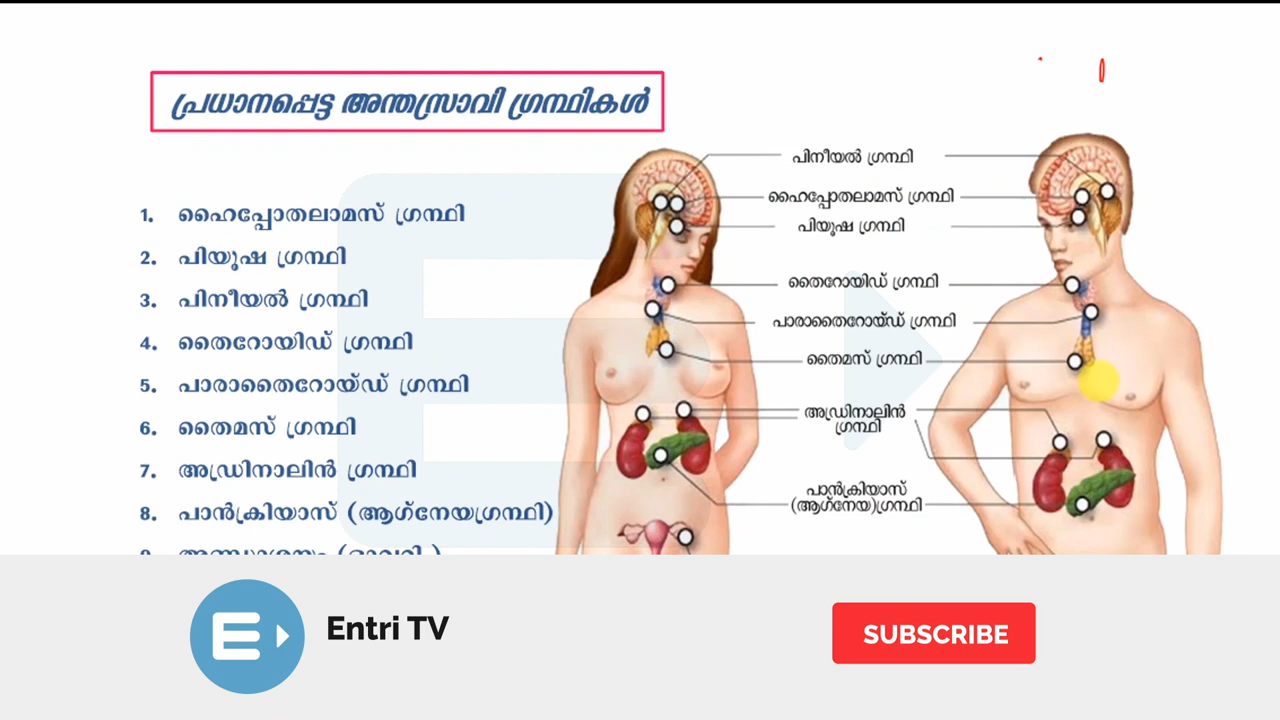 പ്രധാനപ്പെട്ട അന്തസ്രാവി ഗ്രന്ഥികൾ
1. ഹൈപ്പോതലാമസ് ഗ്രന്ഥി
2. പിയൂഷ ഗ്രന്ഥി
3. പിനീയൽ ഗ്രന്ഥി
4. തൈറോയിഡ് ഗ്രന്ഥി
5. പാരാതൈറോയ്ഡ് ഗ്രന്ഥി
6. തൈമസ് ഗ്രന്ഥി
7. അഡ്രിനാലിൻ ഗ്രന്ഥി
8. പാൻക്രിയാസ് (ആഗ്നേയഗ്രന്ഥി)
പിനീയൽ ഗ്രന്ഥി
ഹൈപ്പോതലാമസ് ഗ്രന്ഥി
പിയൂഷ ഗ്രന്ഥി
തൈറോയിഡ് ഗ്രന്ഥി
പാരാതൈറോയ്ഡ് ഗ്രന്ഥി
തൈമസ് ഗ്രന്ഥി
അഡ്രിനാലിൻ
ഗ്രന്ഥി
പാൻക്രിയാസ്
(ആഗ്നേയ)ഗ്രന്ഥി
Entri TV
SUBSCRIBE